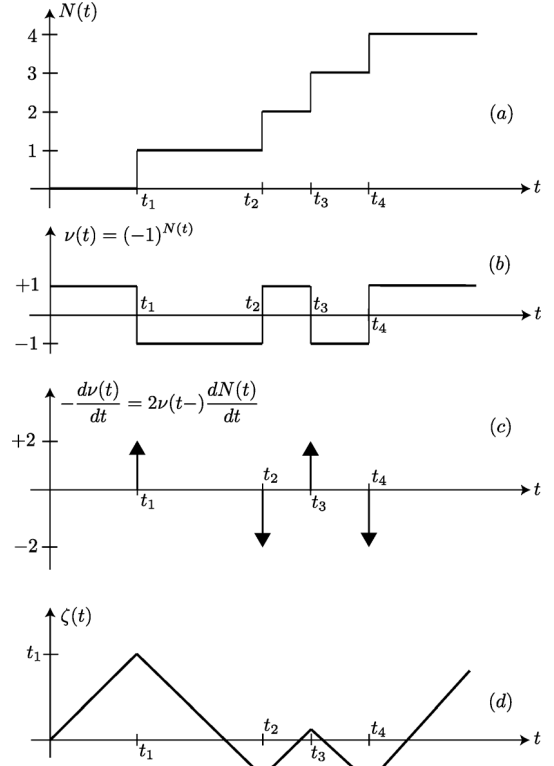 N(t)
4
3
2
1
(a)
t₁ t₂ t₃ t₄ t
ν(t) = (−1)^{N(t)}
(b)
+1
t₁ t₂ t₃ t
t₄
−1
−dν(t)/dt = 2ν(t−) dN(t)/dt
(c)
+2
t₂ t₄
t₁ t₃ t
−2
ζ(t)
t₁
(d)
t₂ t₄
t₁ t₃ t